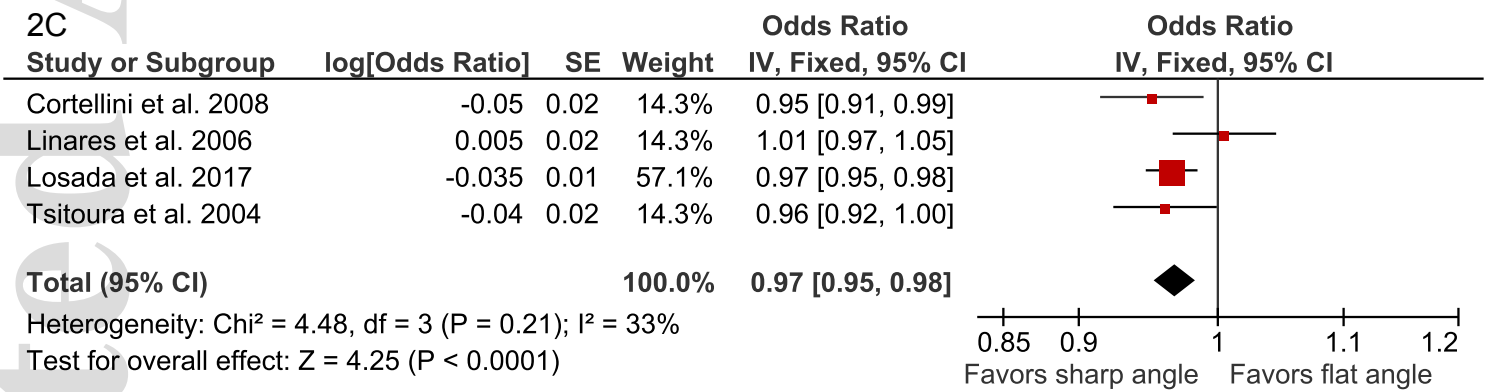 2C
Odds Ratio Odds Ratio
Study or Subgroup log[Odds Ratio] SE Weight IV, Fixed, 95% CI IV, Fixed, 95% CI
Cortellini et al. 2008 -0.05 0.02 14.3% 0.95 [0.91, 0.99]
Linares et al. 2006 0.005 0.02 14.3% 1.01 [0.97, 1.05]
Losada et al. 2017 -0.035 0.01 57.1% 0.97 [0.95, 0.98]
Tsitoura et al. 2004 -0.04 0.02 14.3% 0.96 [0.92, 1.00]
Total (95% CI) 100.0% 0.97 [0.95, 0.98]
Heterogeneity: Chi² = 4.48, df = 3 (P = 0.21); I² = 33%
Test for overall effect: Z = 4.25 (P < 0.0001)
0.85 0.9 1 1.1 1.2
Favors sharp angle Favors flat angle